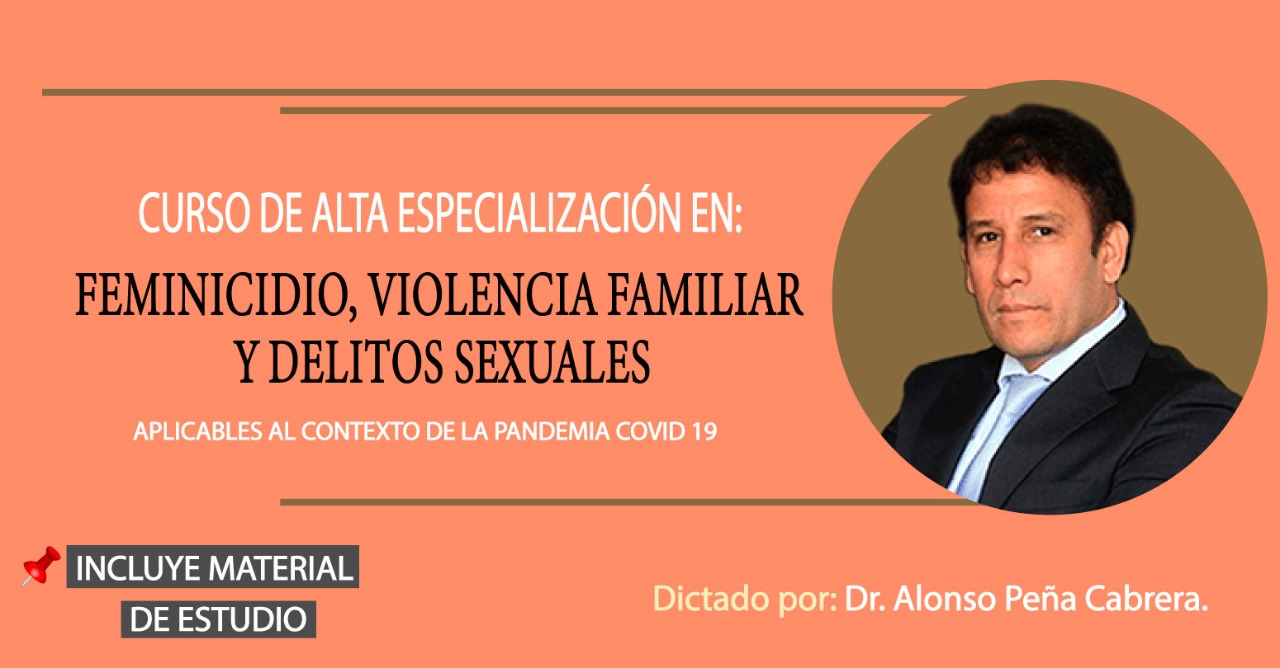 CURSO DE ALTA ESPECIALIZACIÓN EN:
FEMINICIDIO, VIOLENCIA FAMILIAR
Y DELITOS SEXUALES
APLICABLES AL CONTEXTO DE LA PANDEMIA COVID 19
INCLUYE MATERIAL
DE ESTUDIO
Dictado por: Dr. Alonso Peña Cabrera.